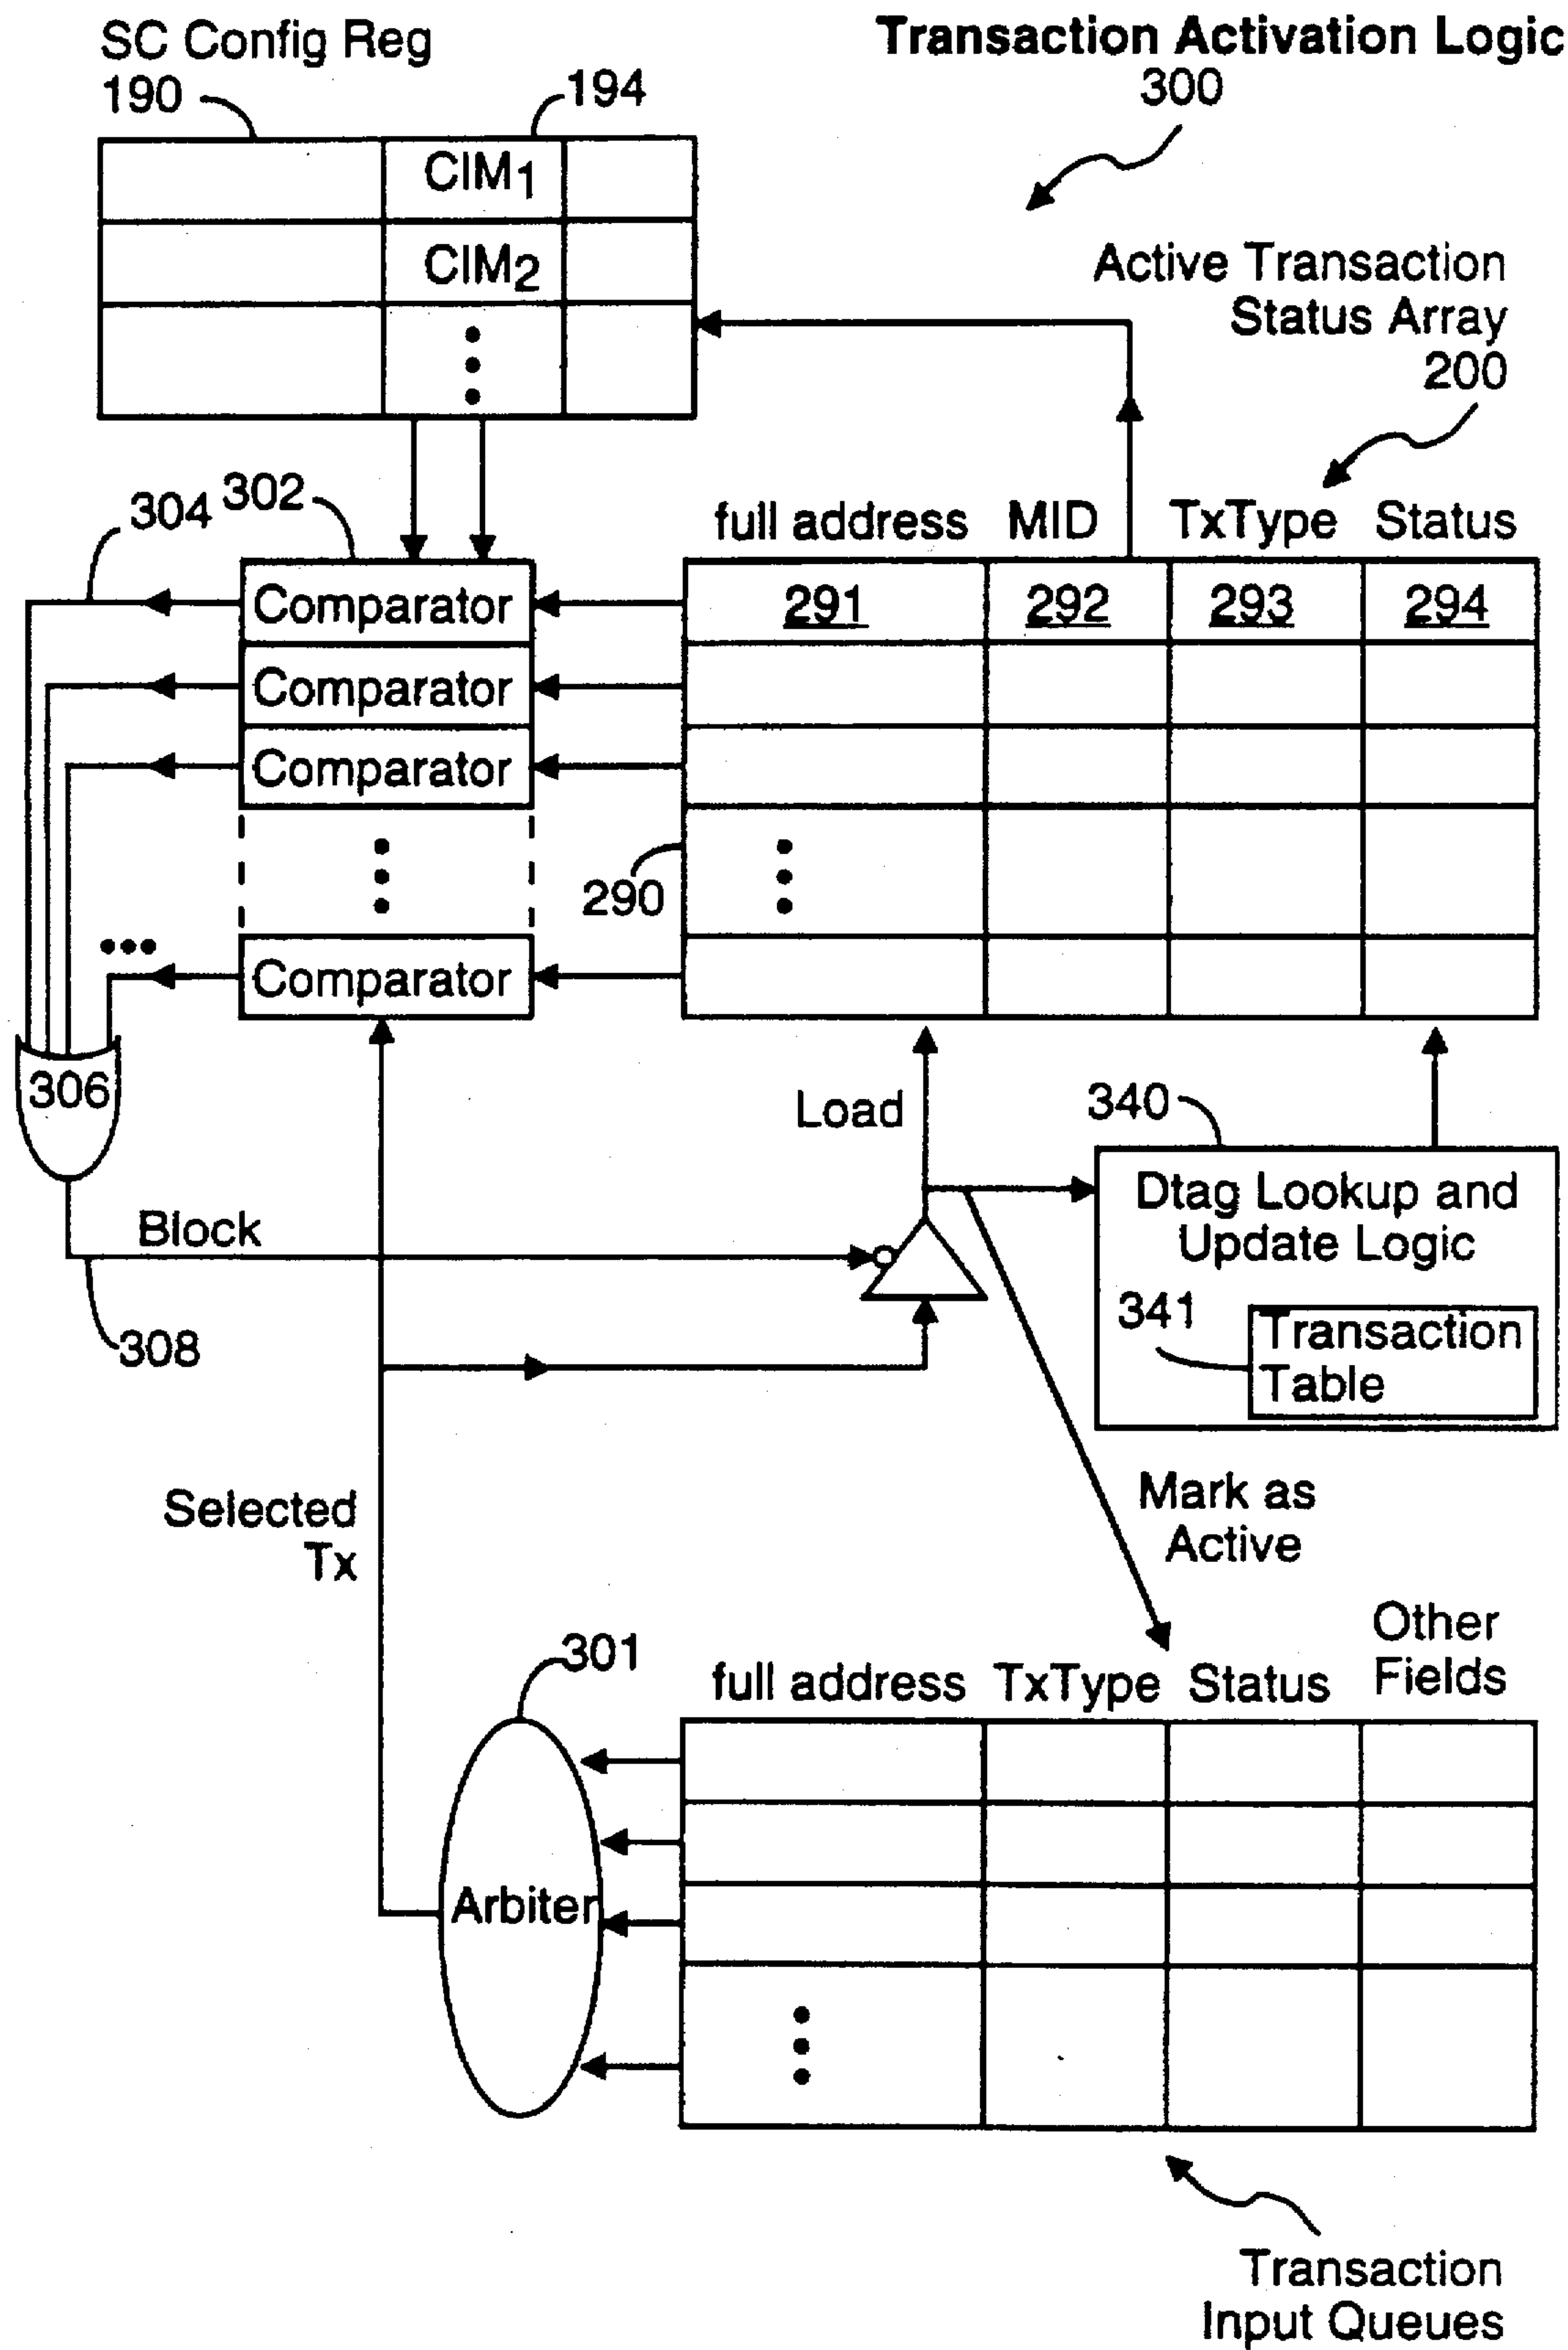 SC Config Reg
190
194
Transaction Activation Logic
300
CIM1
CIM2
Active Transaction
Status Array
200
304
302
full address MID TxType Status
Comparator
291 292 293 294
Comparator
Comparator
290
Comparator
306
Load
340
Dtag Lookup and
Update Logic
Block
341
Transaction
Table
308
Selected
Tx
Mark as
Active
301
full address TxType Status Other
Fields
Arbiter
Transaction
Input Queues